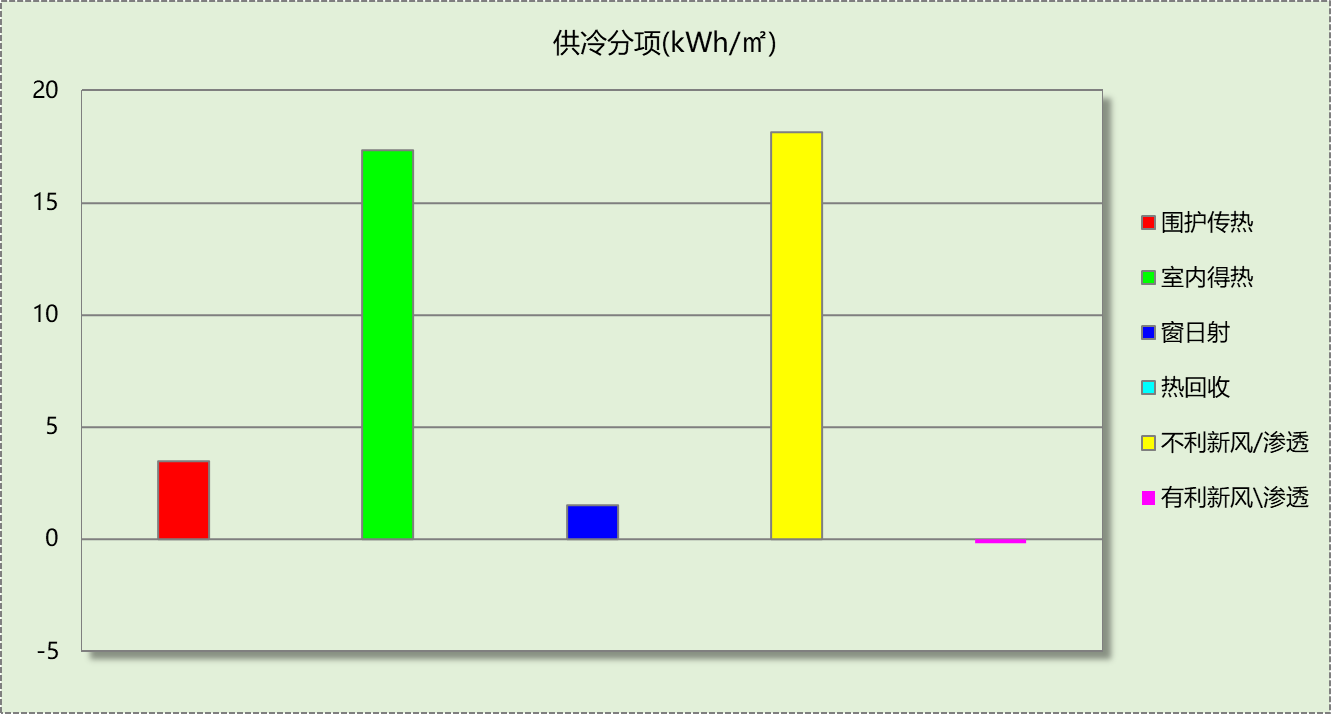 供冷分项(kWh/㎡)
20
15
10
5
0
-5
围护传热
室内得热
窗日射
热回收
不利新风/渗透
有利新风\渗透